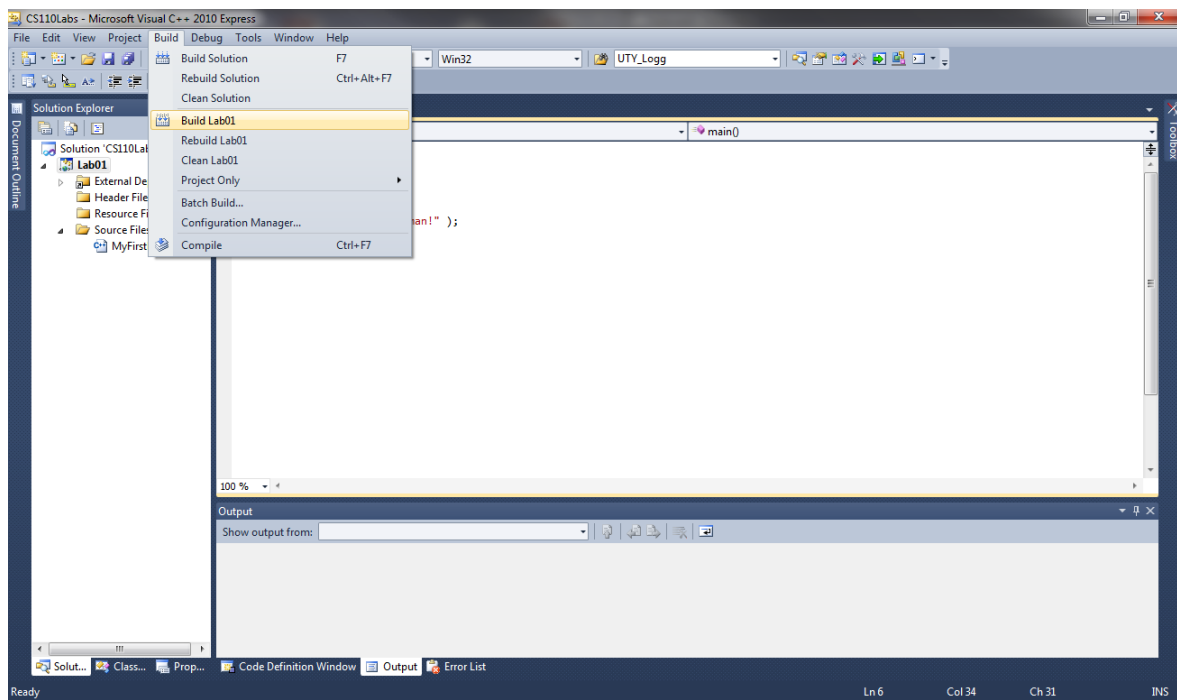 CS110Labs - Microsoft Visual C++ 2010 Express
File Edit View Project Build Debug Tools Window Help
Build Solution F7
Win32
UTY_Logg
Rebuild Solution Ctrl+Alt+F7
Clean Solution
Solution Explorer
Build Lab01
main()
Rebuild Lab01
Solution 'CS110Lab
Clean Lab01
Lab01
Project Only
External De
Header File
Batch Build...
Resource Fi
Configuration Manager...
an!" );
Source Files
Compile Ctrl+F7
MyFirst
Document Outline
Toolbox
100 %
Output
Show output from:
Solut... Class... Prop... Code Definition Window Output Error List
Ready Ln 6 Col 34 Ch 31 INS